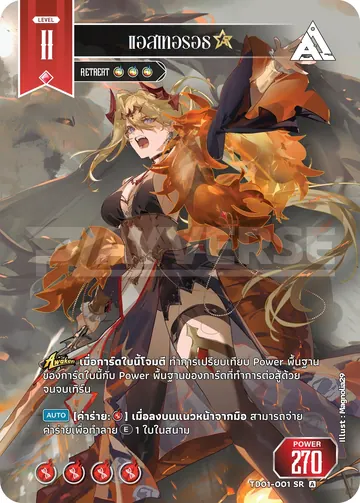 LEVEL
II
แอสเทอรอธ
RETREAT
VERSE
Awaken เมื่อการ์ดใบนี้โจมตี ทำการเปรียบเทียบ Power พื้นฐาน
ของการ์ดใบนี้กับ Power พื้นฐานของการ์ดที่ทำการต่อสู้ด้วย
จนจบเทิร์น
AUTO [ค่าร่าย: ] เมื่อลงบนแนวหน้าจากมือ สามารถจ่าย
ค่าร่ายเพื่อทำลาย E 1 ใบในสนาม
Illust : Magnolia29
POWER
270
TD01-001 SR A